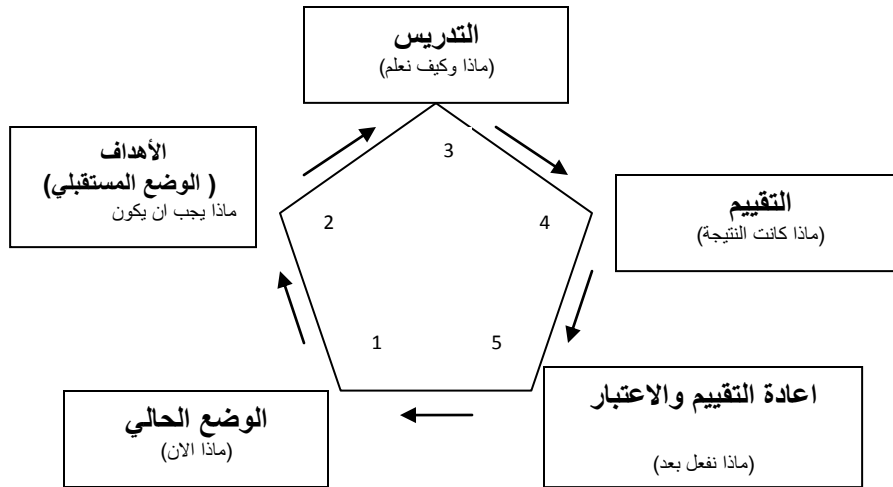 التدريس
(ماذا وكيف نعلم)
الأهداف
( الوضع المستقبلي)
ماذا يجب ان يكون
3
2
4
التقييم
(ماذا كانت النتيجة)
1
5
اعادة التقييم والاعتبار
(ماذا نفعل بعد)
الوضع الحالي
(ماذا الان)